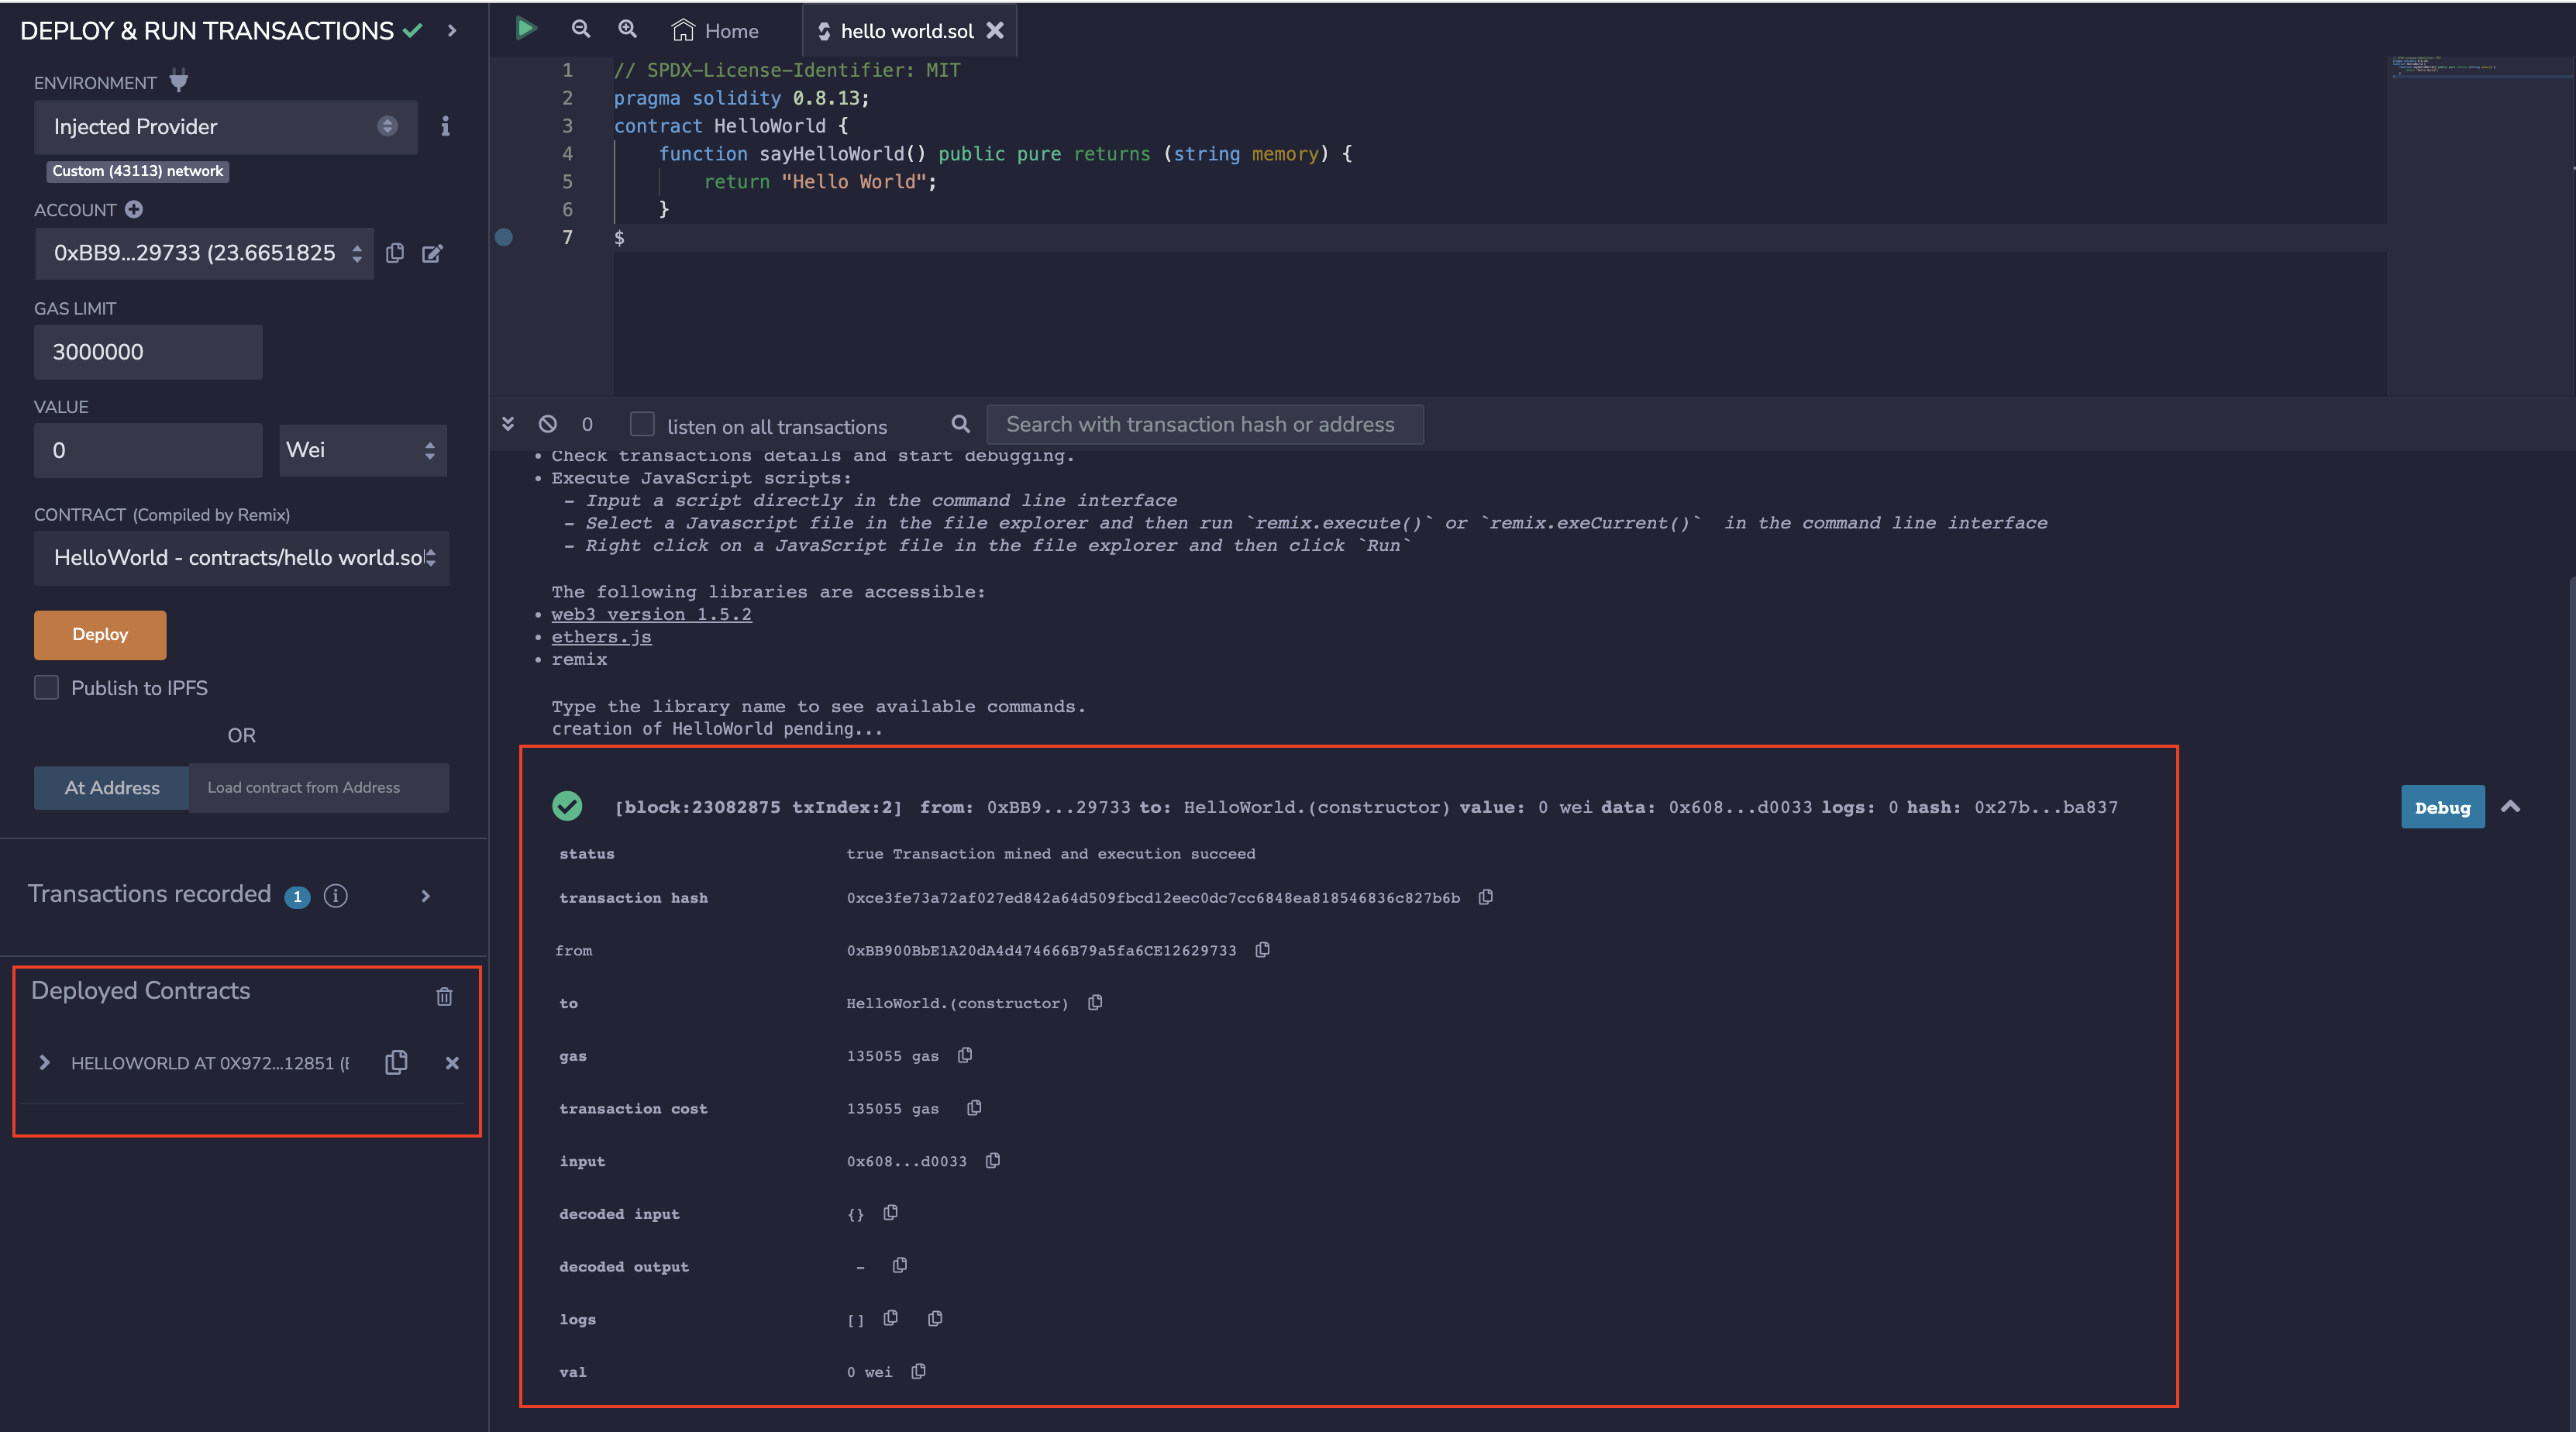 DEPLOY & RUN TRANSACTIONS
ENVIRONMENT
Injected Provider
Custom (43113) network
ACCOUNT
0xBB9...29733 (23.6651825
GAS LIMIT
3000000
VALUE
0
Wei
CONTRACT (Compiled by Remix)
HelloWorld - contracts/hello world.sol
Deploy
Publish to IPFS
OR
At Address
Load contract from Address
Transactions recorded 1
Deployed Contracts
HELLOWORLD AT 0X972...12851 (
Home
hello world.sol
1 // SPDX-License-Identifier: MIT
2 pragma solidity 0.8.13;
3 contract HelloWorld {
4 function sayHelloWorld() public pure returns (string memory) {
5 return "Hello World";
6 }
7 $
0
listen on all transactions
Search with transaction hash or address
• Check transactions details and start debugging.
• Execute JavaScript scripts:
- Input a script directly in the command line interface
- Select a Javascript file in the file explorer and then run `remix.execute()` or `remix.exeCurrent()` in the command line interface
- Right click on a JavaScript file in the file explorer and then click `Run`
The following libraries are accessible:
• web3 version 1.5.2
• ethers.js
• remix
Type the library name to see available commands.
creation of HelloWorld pending...
[block:23082875 txIndex:2] from: 0xBB9...29733 to: HelloWorld.(constructor) value: 0 wei data: 0x608...d0033 logs: 0 hash: 0x27b...ba837
Debug
status true Transaction mined and execution succeed
transaction hash 0xce3fe73a72af027ed842a64d509fbcd12eec0dc7cc6848ea818546836c827b6b
from 0xBB900BbE1A20dA4d474666B79a5fa6CE12629733
to HelloWorld.(constructor)
gas 135055 gas
transaction cost 135055 gas
input 0x608...d0033
decoded input {}
decoded output -
logs []
val 0 wei